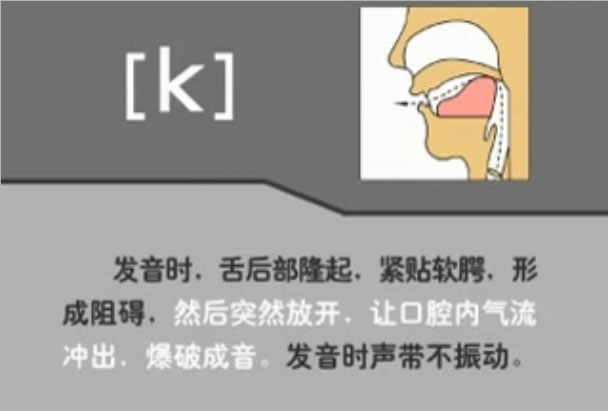 [k]
发音时，舌后部隆起，紧贴软腭，形
成阻碍，然后突然放开，让口腔内气流
冲出，爆破成音。发音时声带不振动。